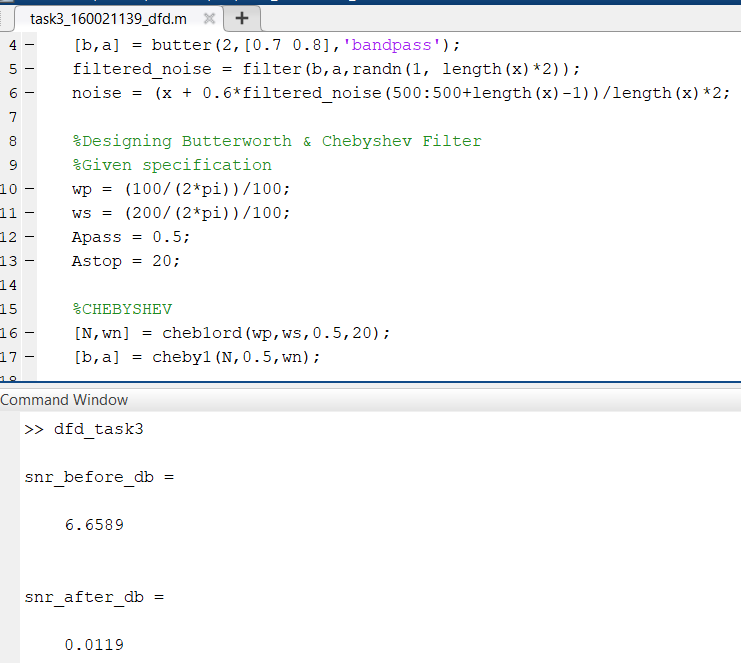 task3_160021139_dfd.m × +
4 – [b,a] = butter(2,[0.7 0.8],'bandpass');
5 – filtered_noise = filter(b,a,randn(1, length(x)*2));
6 – noise = (x + 0.6*filtered_noise(500:500+length(x)-1))/length(x)*2;
7
8 %Designing Butterworth & Chebyshev Filter
9 %Given specification
10 – wp = (100/(2*pi))/100;
11 – ws = (200/(2*pi))/100;
12 – Apass = 0.5;
13 – Astop = 20;
14
15 %CHEBYSHEV
16 – [N,wn] = cheb1ord(wp,ws,0.5,20);
17 – [b,a] = cheby1(N,0.5,wn);
Command Window
>> dfd_task3
snr_before_db =
6.6589
snr_after_db =
0.0119